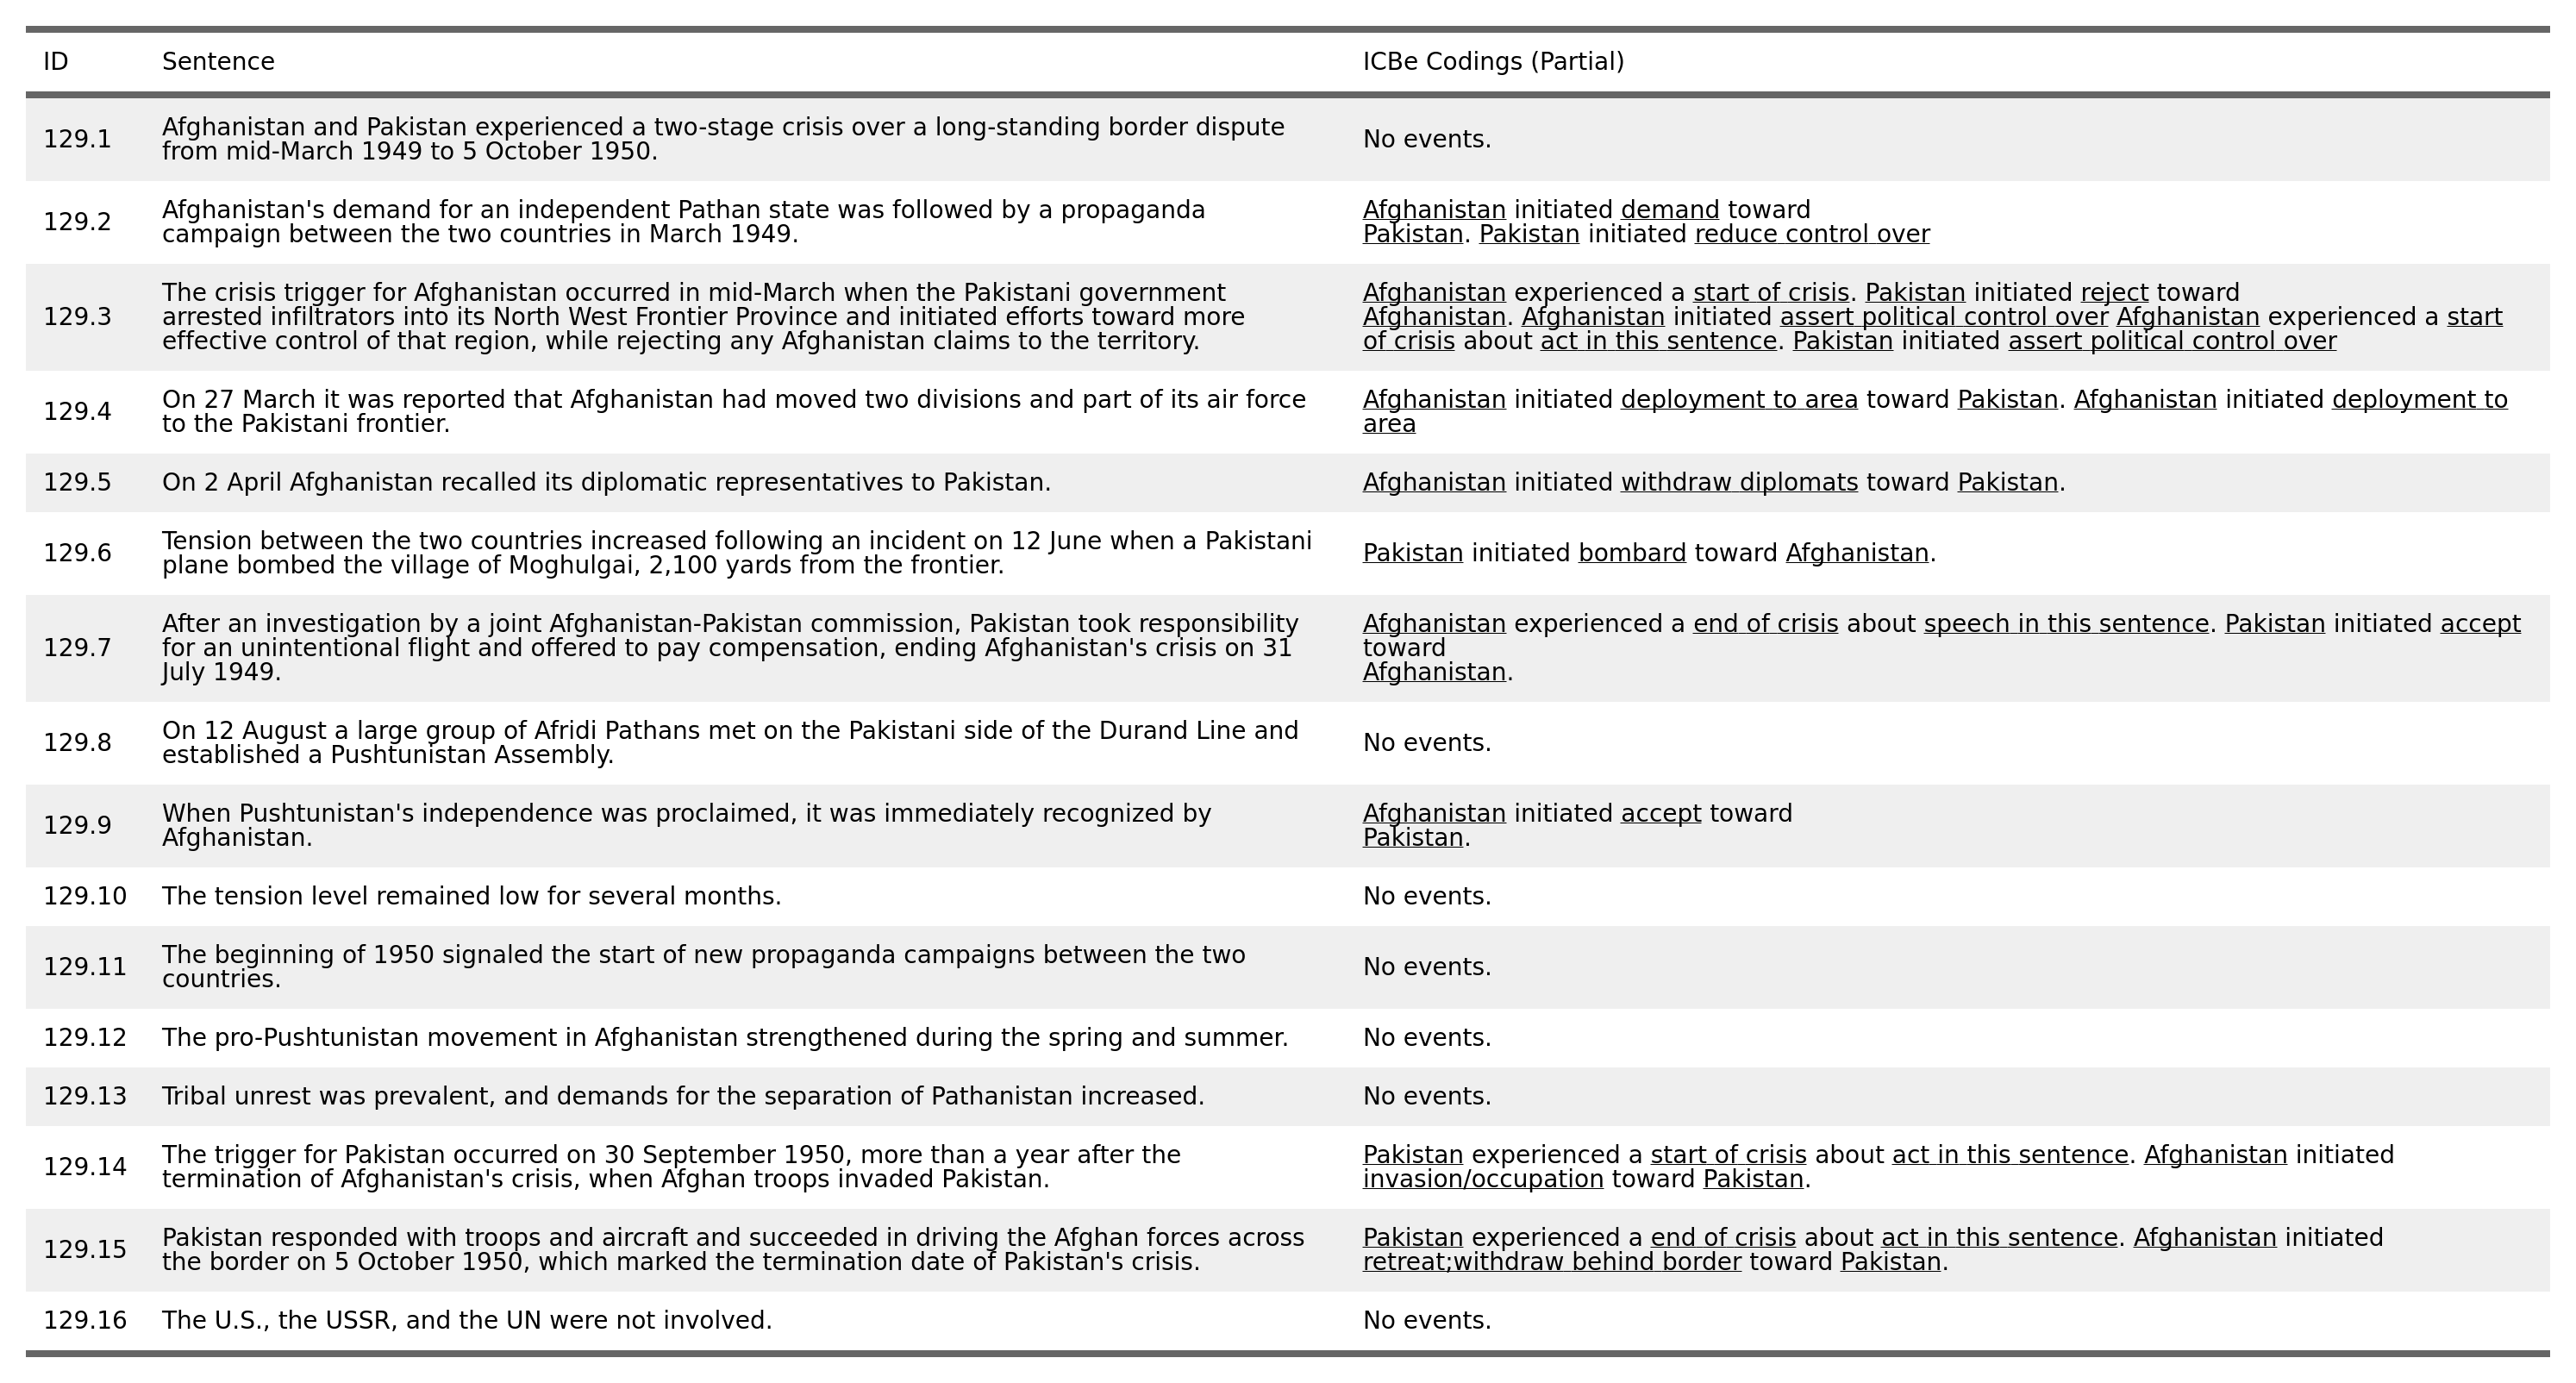 ID Sentence ICBe Codings (Partial)
129.1 Afghanistan and Pakistan experienced a two-stage crisis over a long-standing border dispute
from mid-March 1949 to 5 October 1950.
No events.
129.2 Afghanistan's demand for an independent Pathan state was followed by a propaganda
campaign between the two countries in March 1949.
Afghanistan initiated demand toward
Pakistan. Pakistan initiated reduce control over
129.3 The crisis trigger for Afghanistan occurred in mid-March when the Pakistani government
arrested infiltrators into its North West Frontier Province and initiated efforts toward more
effective control of that region, while rejecting any Afghanistan claims to the territory.
Afghanistan experienced a start of crisis. Pakistan initiated reject toward
Afghanistan. Afghanistan initiated assert political control over Afghanistan experienced a start
of crisis about act in this sentence. Pakistan initiated assert political control over
129.4 On 27 March it was reported that Afghanistan had moved two divisions and part of its air force
to the Pakistani frontier.
Afghanistan initiated deployment to area toward Pakistan. Afghanistan initiated deployment to
area
129.5 On 2 April Afghanistan recalled its diplomatic representatives to Pakistan.
Afghanistan initiated withdraw diplomats toward Pakistan.
129.6 Tension between the two countries increased following an incident on 12 June when a Pakistani
plane bombed the village of Moghulgai, 2,100 yards from the frontier.
Pakistan initiated bombard toward Afghanistan.
129.7 After an investigation by a joint Afghanistan-Pakistan commission, Pakistan took responsibility
for an unintentional flight and offered to pay compensation, ending Afghanistan's crisis on 31
July 1949.
Afghanistan experienced a end of crisis about speech in this sentence. Pakistan initiated accept
toward
Afghanistan.
129.8 On 12 August a large group of Afridi Pathans met on the Pakistani side of the Durand Line and
established a Pushtunistan Assembly.
No events.
129.9 When Pushtunistan's independence was proclaimed, it was immediately recognized by
Afghanistan.
Afghanistan initiated accept toward
Pakistan.
129.10 The tension level remained low for several months.
No events.
129.11 The beginning of 1950 signaled the start of new propaganda campaigns between the two
countries.
No events.
129.12 The pro-Pushtunistan movement in Afghanistan strengthened during the spring and summer.
No events.
129.13 Tribal unrest was prevalent, and demands for the separation of Pathanistan increased.
No events.
129.14 The trigger for Pakistan occurred on 30 September 1950, more than a year after the
termination of Afghanistan's crisis, when Afghan troops invaded Pakistan.
Pakistan experienced a start of crisis about act in this sentence. Afghanistan initiated
invasion/occupation toward Pakistan.
129.15 Pakistan responded with troops and aircraft and succeeded in driving the Afghan forces across
the border on 5 October 1950, which marked the termination date of Pakistan's crisis.
Pakistan experienced a end of crisis about act in this sentence. Afghanistan initiated
retreat;withdraw behind border toward Pakistan.
129.16 The U.S., the USSR, and the UN were not involved.
No events.